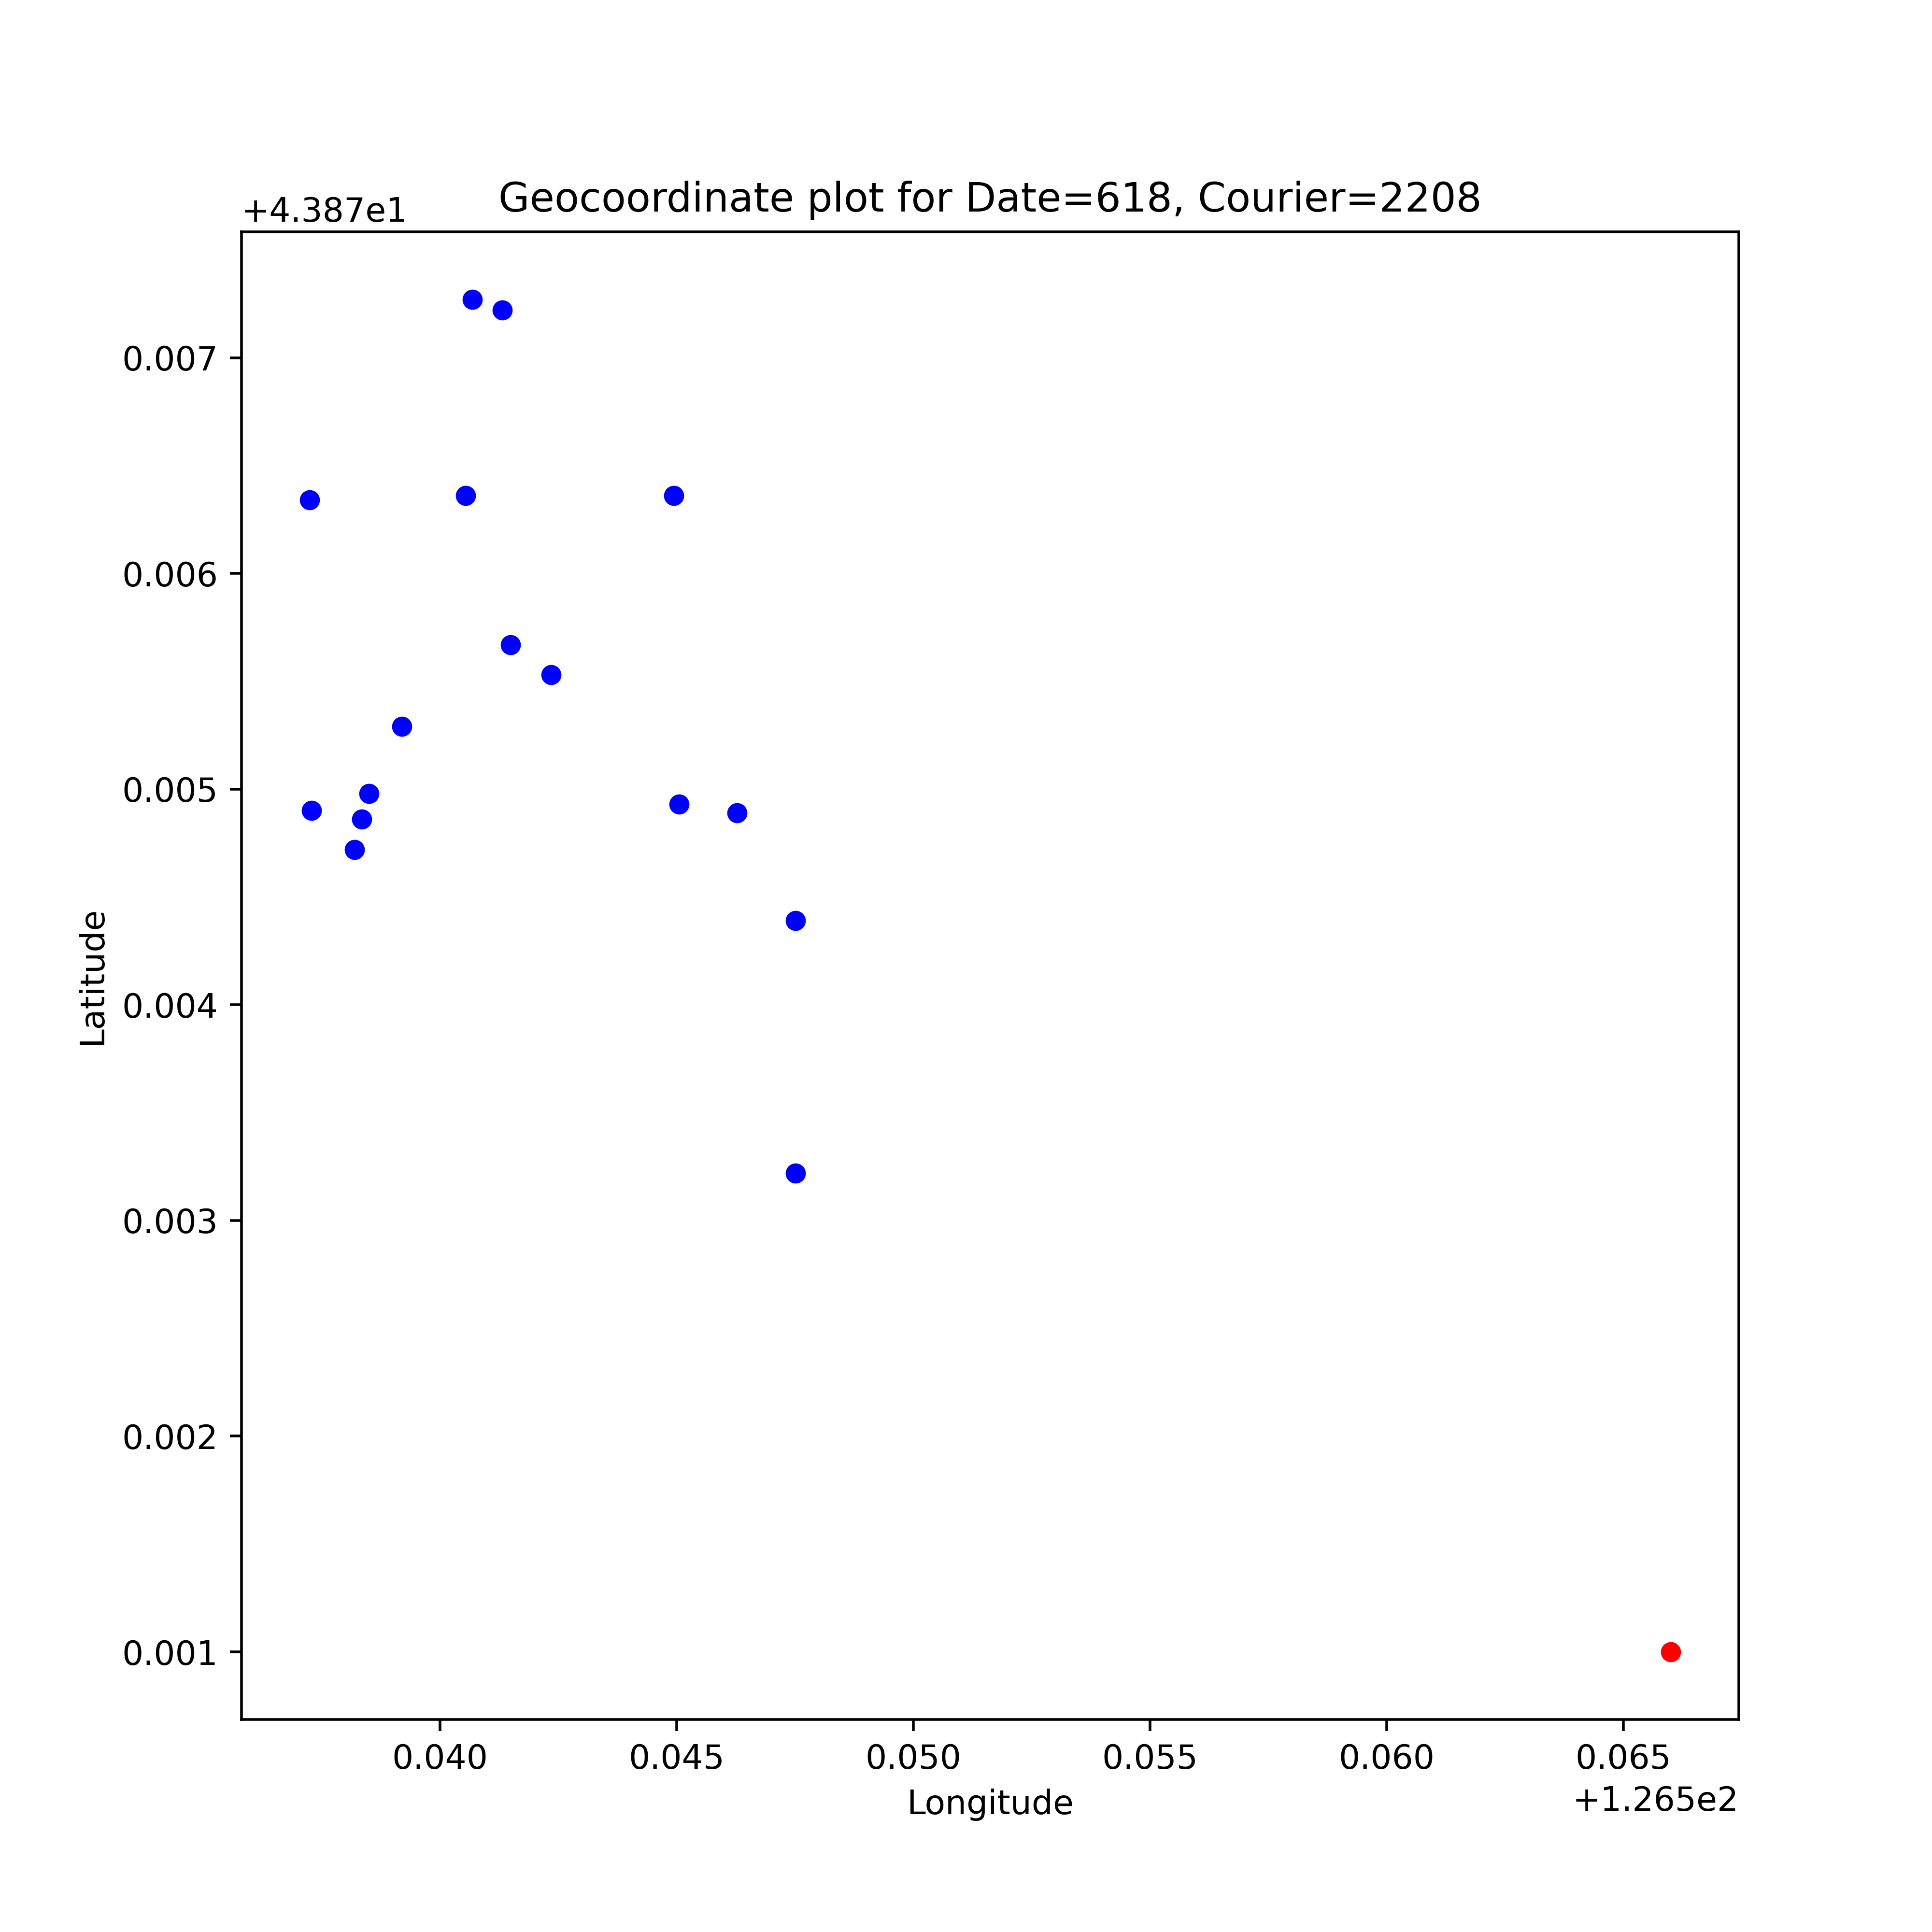 Geocoordinate plot for Date=618, Courier=2208
+4.387e1
0.007
0.006
0.005
0.004
0.003
0.002
0.001
Latitude
0.040 0.045 0.050 0.055 0.060 0.065
+1.265e2
Longitude